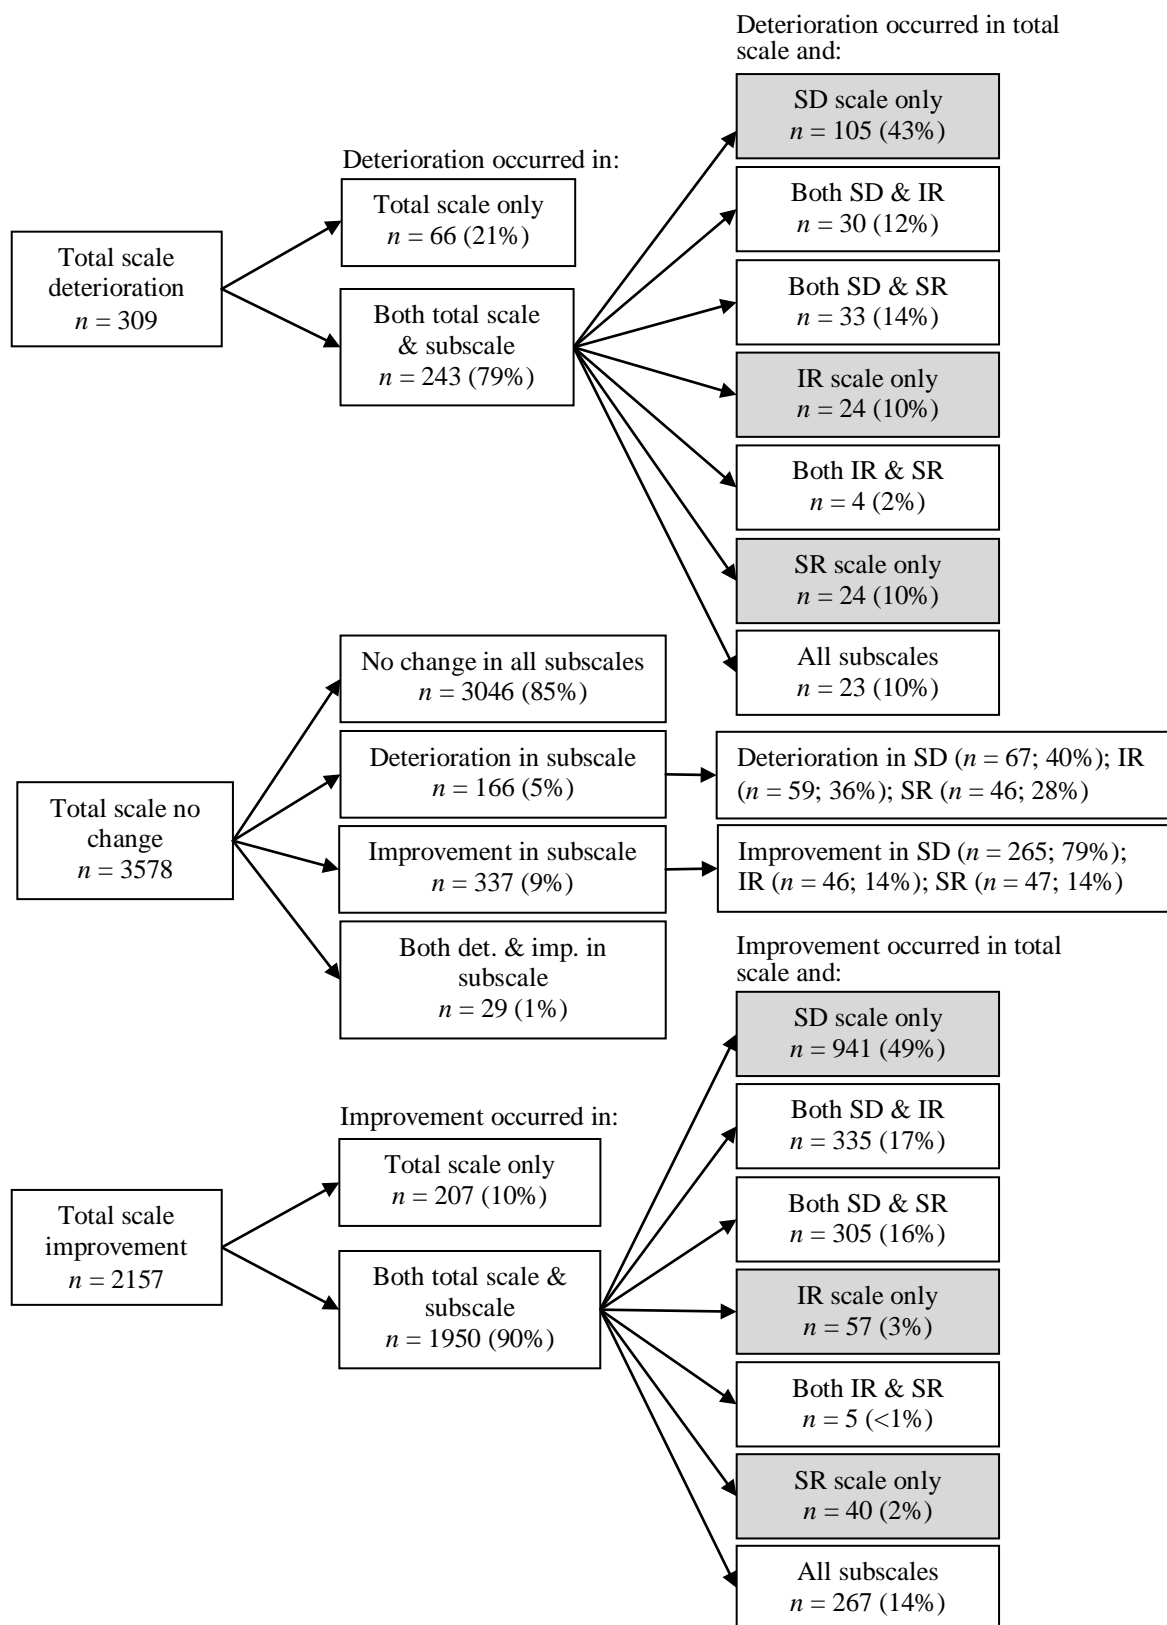 Deterioration occurred in total
scale and:
SD scale only
n = 105 (43%)
Both SD & IR
n = 30 (12%)
Both SD & SR
n = 33 (14%)
IR scale only
n = 24 (10%)
Both IR & SR
n = 4 (2%)
SR scale only
n = 24 (10%)
All subscales
n = 23 (10%)
Deterioration occurred in:
Total scale only
n = 66 (21%)
Both total scale
& subscale
n = 243 (79%)
Total scale
deterioration
n = 309
Total scale no
change
n = 3578
No change in all subscales
n = 3046 (85%)
Deterioration in subscale
n = 166 (5%)
Improvement in subscale
n = 337 (9%)
Both det. & imp. in
subscale
n = 29 (1%)
Deterioration in SD (n = 67; 40%); IR
(n = 59; 36%); SR (n = 46; 28%)
Improvement in SD (n = 265; 79%);
IR (n = 46; 14%); SR (n = 47; 14%)
Improvement occurred in total
scale and:
SD scale only
n = 941 (49%)
Both SD & IR
n = 335 (17%)
Both SD & SR
n = 305 (16%)
IR scale only
n = 57 (3%)
Both IR & SR
n = 5 (<1%)
SR scale only
n = 40 (2%)
All subscales
n = 267 (14%)
Improvement occurred in:
Total scale only
n = 207 (10%)
Both total scale &
subscale
n = 1950 (90%)
Total scale
improvement
n = 2157